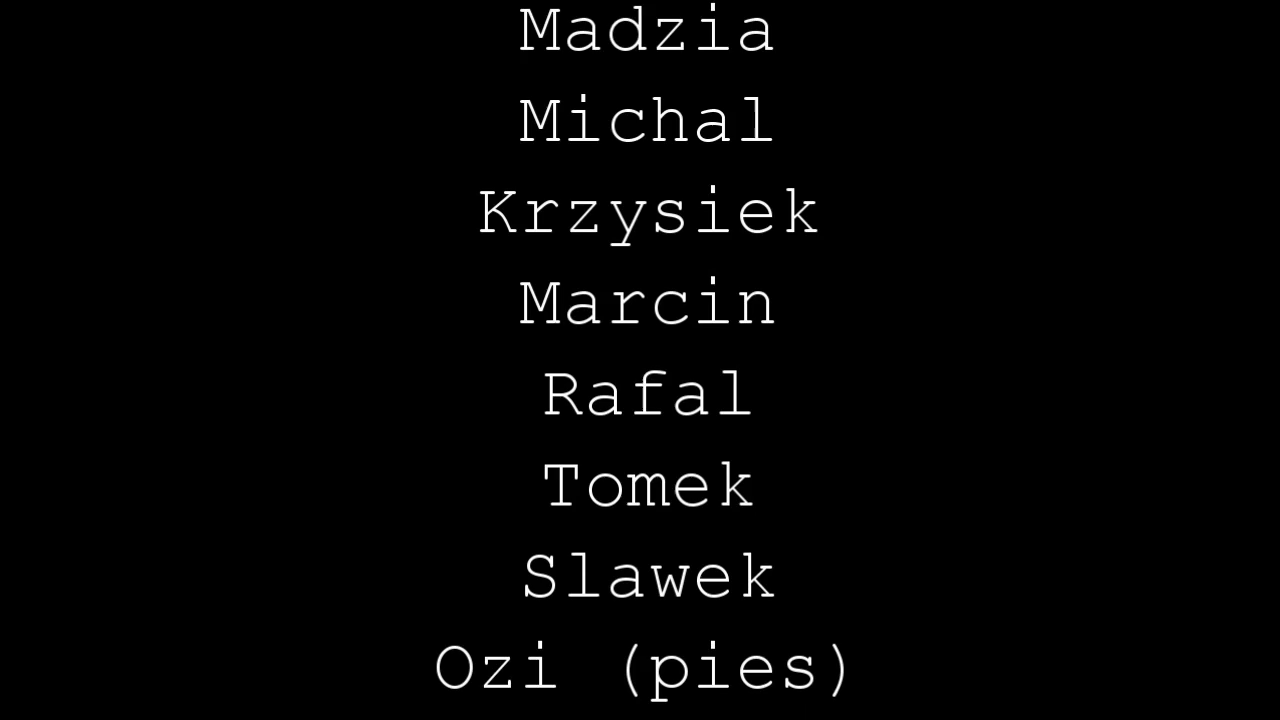 Madzia
Michal
Krzysiek
Marcin
Rafal
Tomek
Slawek
Ozi (pies)